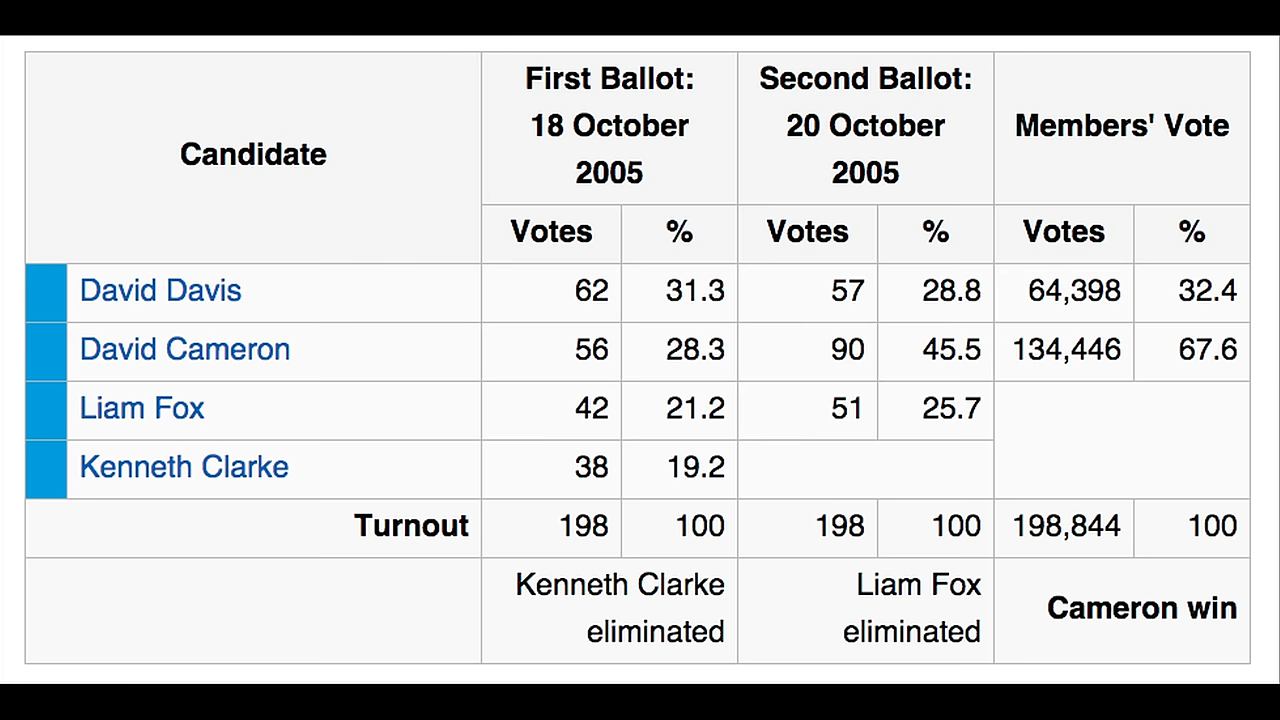 Candidate
First Ballot:
18 October
2005
Second Ballot:
20 October
2005
Members' Vote
Votes % Votes % Votes %
David Davis 62 31.3 57 28.8 64,398 32.4
David Cameron 56 28.3 90 45.5 134,446 67.6
Liam Fox 42 21.2 51 25.7
Kenneth Clarke 38 19.2
Turnout 198 100 198 100 198,844 100
Kenneth Clarke
eliminated
Liam Fox
eliminated
Cameron win